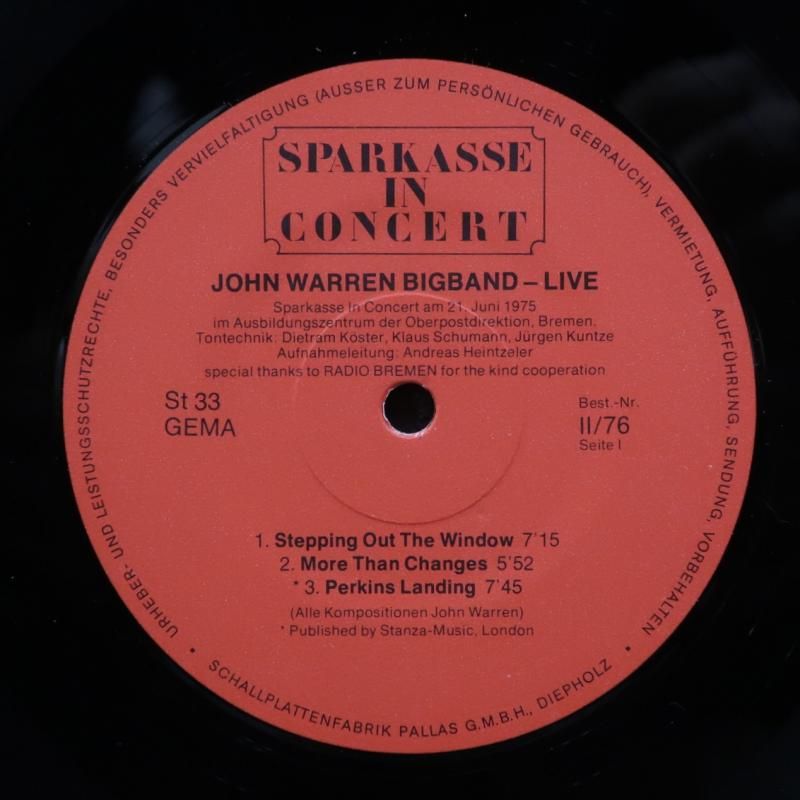 URHEBER- UND LEISTUNGSSCHUTZRECHTE, BESONDERS VERVIELFÄLTIGUNG (AUSSER ZUM PERSÖNLICHEN GEBRAUCH), VERMIETUNG, AUFFÜHRUNG, SENDUNG, VORBEHALTEN
SPARKASSE
IN
CONCERT
JOHN WARREN BIGBAND – LIVE
Sparkasse In Concert am 21. Juni 1975
im Ausbildungszentrum der Oberpostdirektion, Bremen.
Tontechnik: Dietram Köster, Klaus Schumann, Jürgen Kuntze
Aufnahmeleitung: Andreas Heintzeler
special thanks to RADIO BREMEN for the kind cooperation
St 33
GEMA
Best.-Nr.
II/76
Seite I
1. Stepping Out The Window 7'15
2. More Than Changes 5'52
* 3. Perkins Landing 7'45
(Alle Kompositionen John Warren)
* Published by Stanza-Music, London
• SCHALLPLATTENFABRIK PALLAS G.M.B.H., DIEPHOLZ •